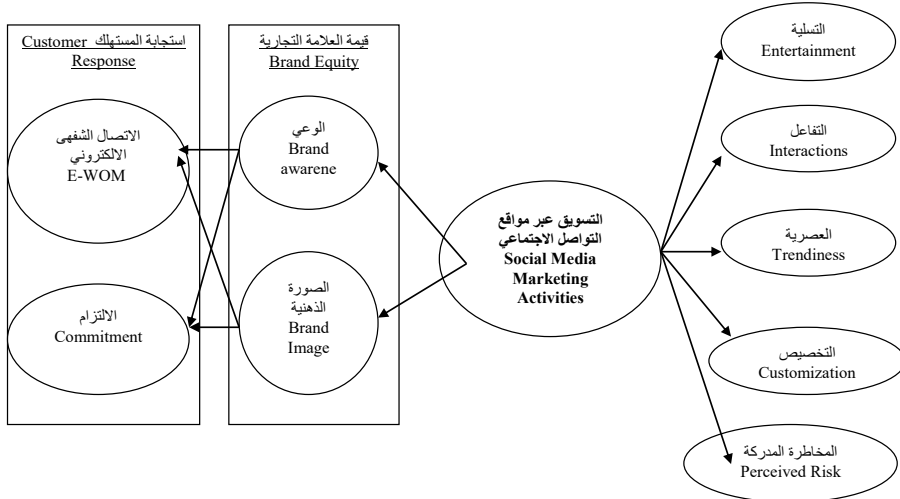 التسلية
Entertainment
التفاعل
Interactions
العصرية
Trendiness
التخصيص
Customization
المخاطرة المدركة
Perceived Risk
التسويق عبر مواقع
التواصل الاجتماعي
Social Media
Marketing
Activities
قيمة العلامة التجارية
Brand Equity
الوعي
Brand
awarene
الصورة
الذهنية
Brand
Image
استجابة المستهلك Customer
Response
الاتصال الشفهى
الالكتروني
E-WOM
الالتزام
Commitment